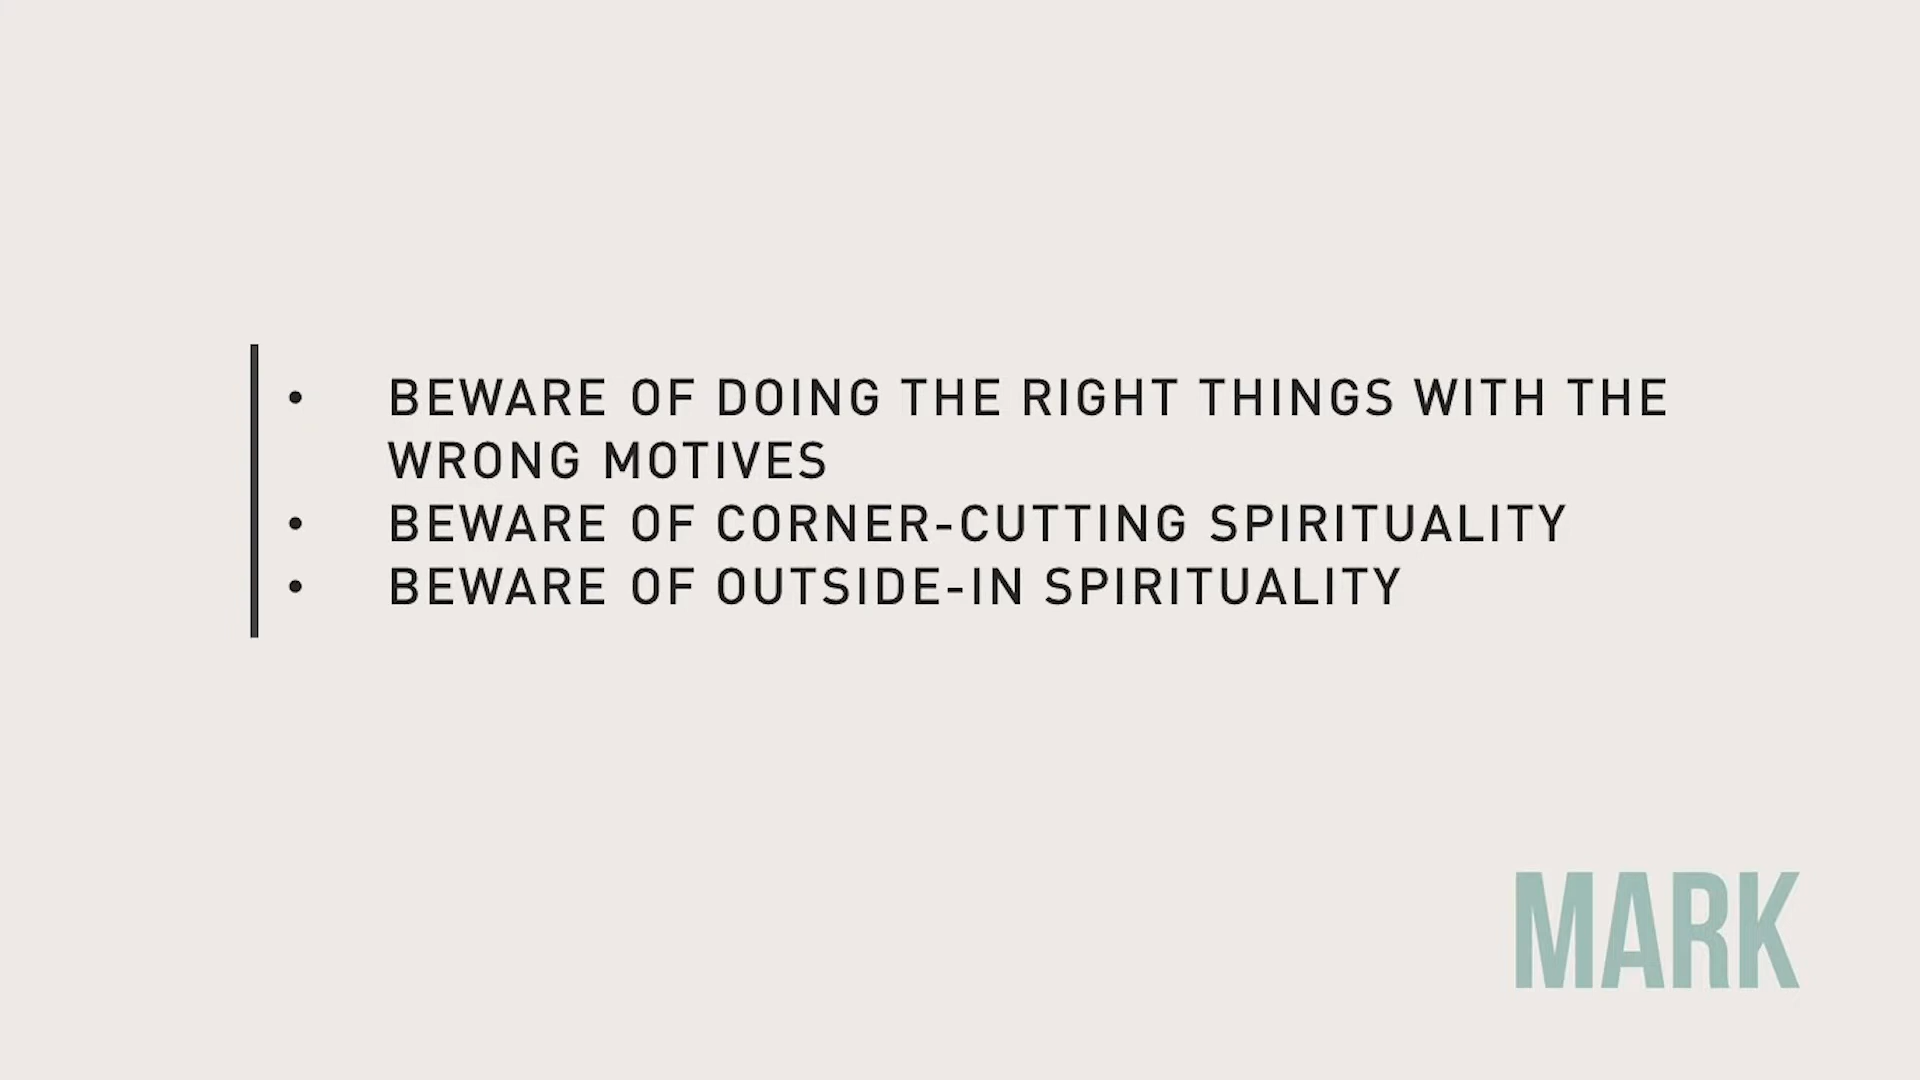 • BEWARE OF DOING THE RIGHT THINGS WITH THE
WRONG MOTIVES
• BEWARE OF CORNER-CUTTING SPIRITUALITY
• BEWARE OF OUTSIDE-IN SPIRITUALITY
MARK